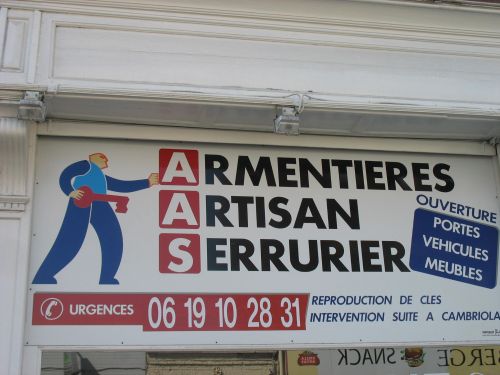 ARMENTIERES
ARTISAN
SERRURIER
OUVERTURE
PORTES
VEHICULES
MEUBLES
URGENCES 06 19 10 28 31
REPRODUCTION DE CLES
INTERVENTION SUITE A CAMBRIOLA
SNACK